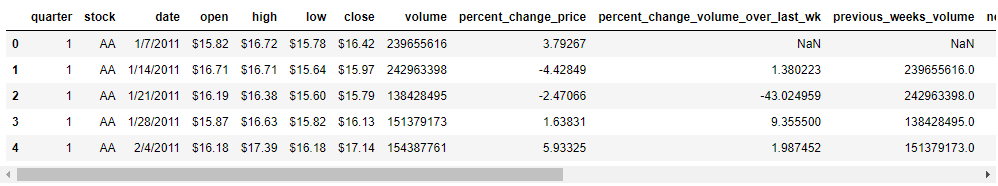 quarter stock date open high low close volume percent_change_price percent_change_volume_over_last_wk previous_weeks_volume
0 1 AA 1/7/2011 $15.82 $16.72 $15.78 $16.42 239655616 3.79267 NaN NaN
1 1 AA 1/14/2011 $16.71 $16.71 $15.64 $15.97 242963398 -4.42849 1.380223 239655616.0
2 1 AA 1/21/2011 $16.19 $16.38 $15.60 $15.79 138428495 -2.47066 -43.024959 242963398.0
3 1 AA 1/28/2011 $15.87 $16.63 $15.82 $16.13 151379173 1.63831 9.355500 138428495.0
4 1 AA 2/4/2011 $16.18 $17.39 $16.18 $17.14 154387761 5.93325 1.987452 151379173.0